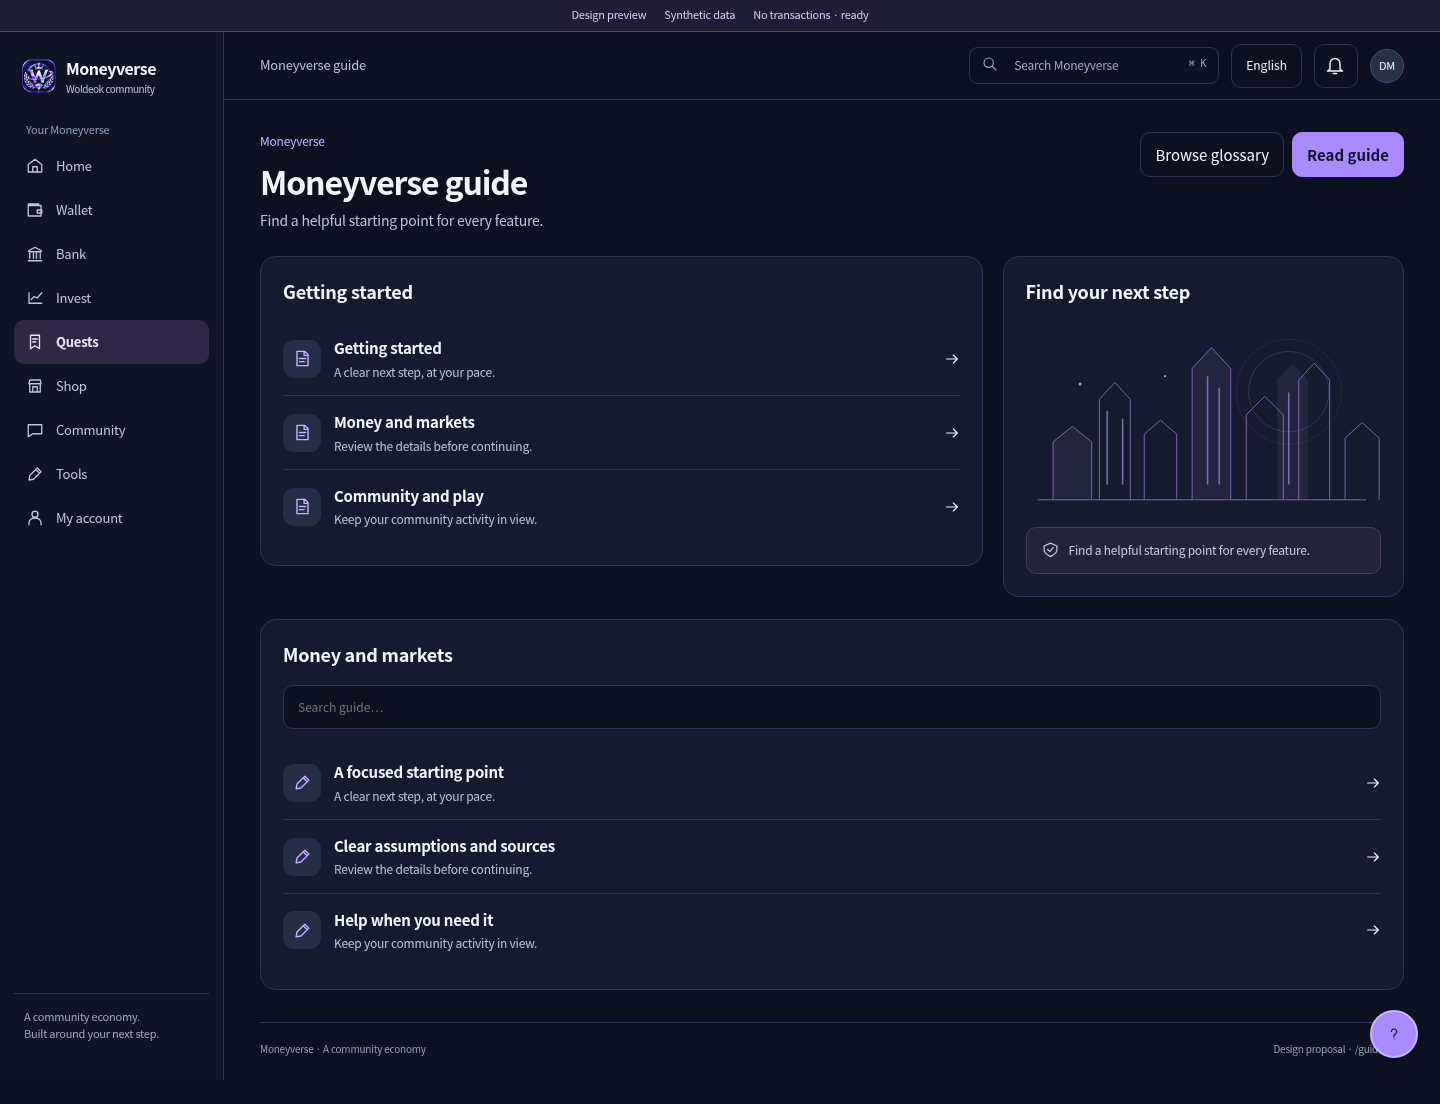 Design preview Synthetic data No transactions · ready
Moneyverse
Woldeok community
Your Moneyverse
Home
Wallet
Bank
Invest
Quests
Shop
Community
Tools
My account
A community economy.
Built around your next step.
Moneyverse guide
Search Moneyverse
⌘ K
English
DM
Moneyverse
Moneyverse guide
Find a helpful starting point for every feature.
Browse glossary
Read guide
Getting started
Getting started
A clear next step, at your pace.
Money and markets
Review the details before continuing.
Community and play
Keep your community activity in view.
Find your next step
Find a helpful starting point for every feature.
Money and markets
Search guide…
A focused starting point
A clear next step, at your pace.
Clear assumptions and sources
Review the details before continuing.
Help when you need it
Keep your community activity in view.
Moneyverse · A community economy
Design proposal ·
?